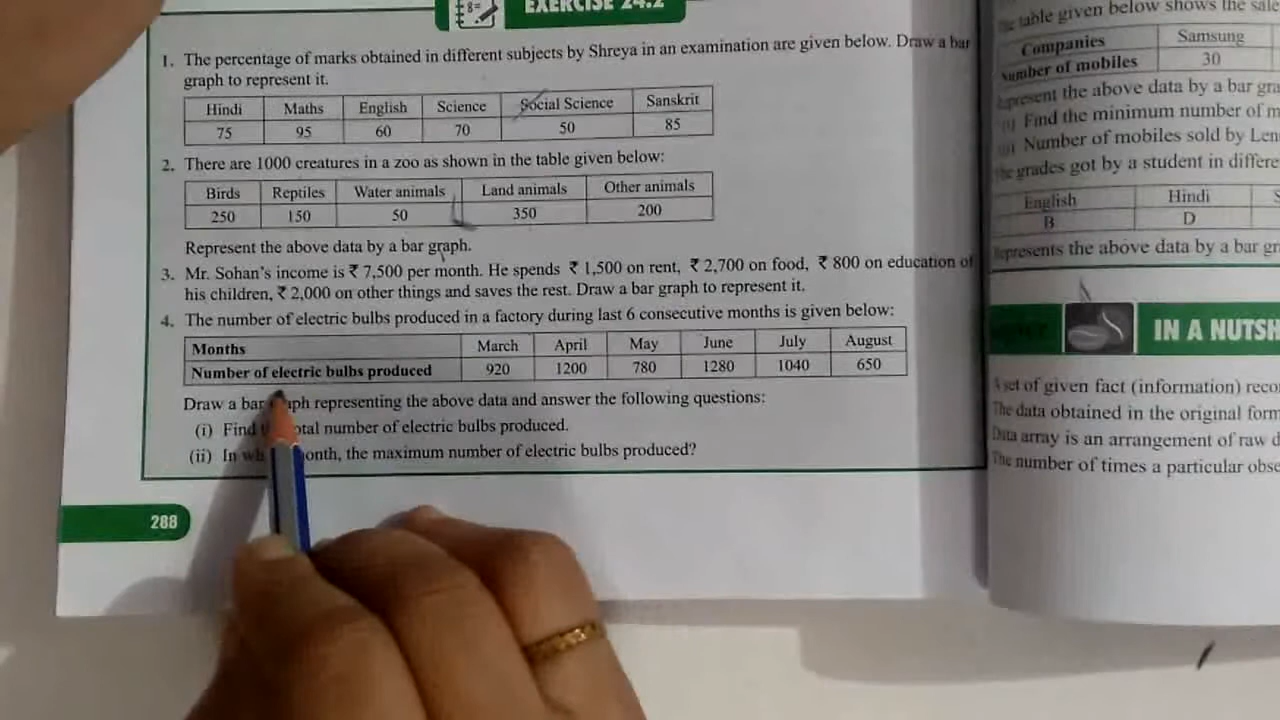 EXERCISE 24.2
1. The percentage of marks obtained in different subjects by Shreya in an examination are given below. Draw a bar
graph to represent it.
Hindi Maths English Science Social Science Sanskrit
75 95 60 70 50 85
2. There are 1000 creatures in a zoo as shown in the table given below:
Birds Reptiles Water animals Land animals Other animals
250 150 50 350 200
Represent the above data by a bar graph.
3. Mr. Sohan's income is ₹ 7,500 per month. He spends ₹ 1,500 on rent, ₹ 2,700 on food, ₹ 800 on education of
his children, ₹ 2,000 on other things and saves the rest. Draw a bar graph to represent it.
4. The number of electric bulbs produced in a factory during last 6 consecutive months is given below:
Months March April May June July August
Number of electric bulbs produced 920 1200 780 1280 1040 650
Draw a bar graph representing the above data and answer the following questions:
(i) Find total number of electric bulbs produced.
(ii) In month, the maximum number of electric bulbs produced?
288
table given below shows the sale
Companies Samsung
Number of mobiles 30
the above data by a bar
Find the minimum number of
Number of mobiles sold by
grades got by a student in
English Hindi
B D
the above data by a bar
IN A
set of given fact (information)
The data obtained in the original
Data array is an arrangement of raw
The number of times a particular